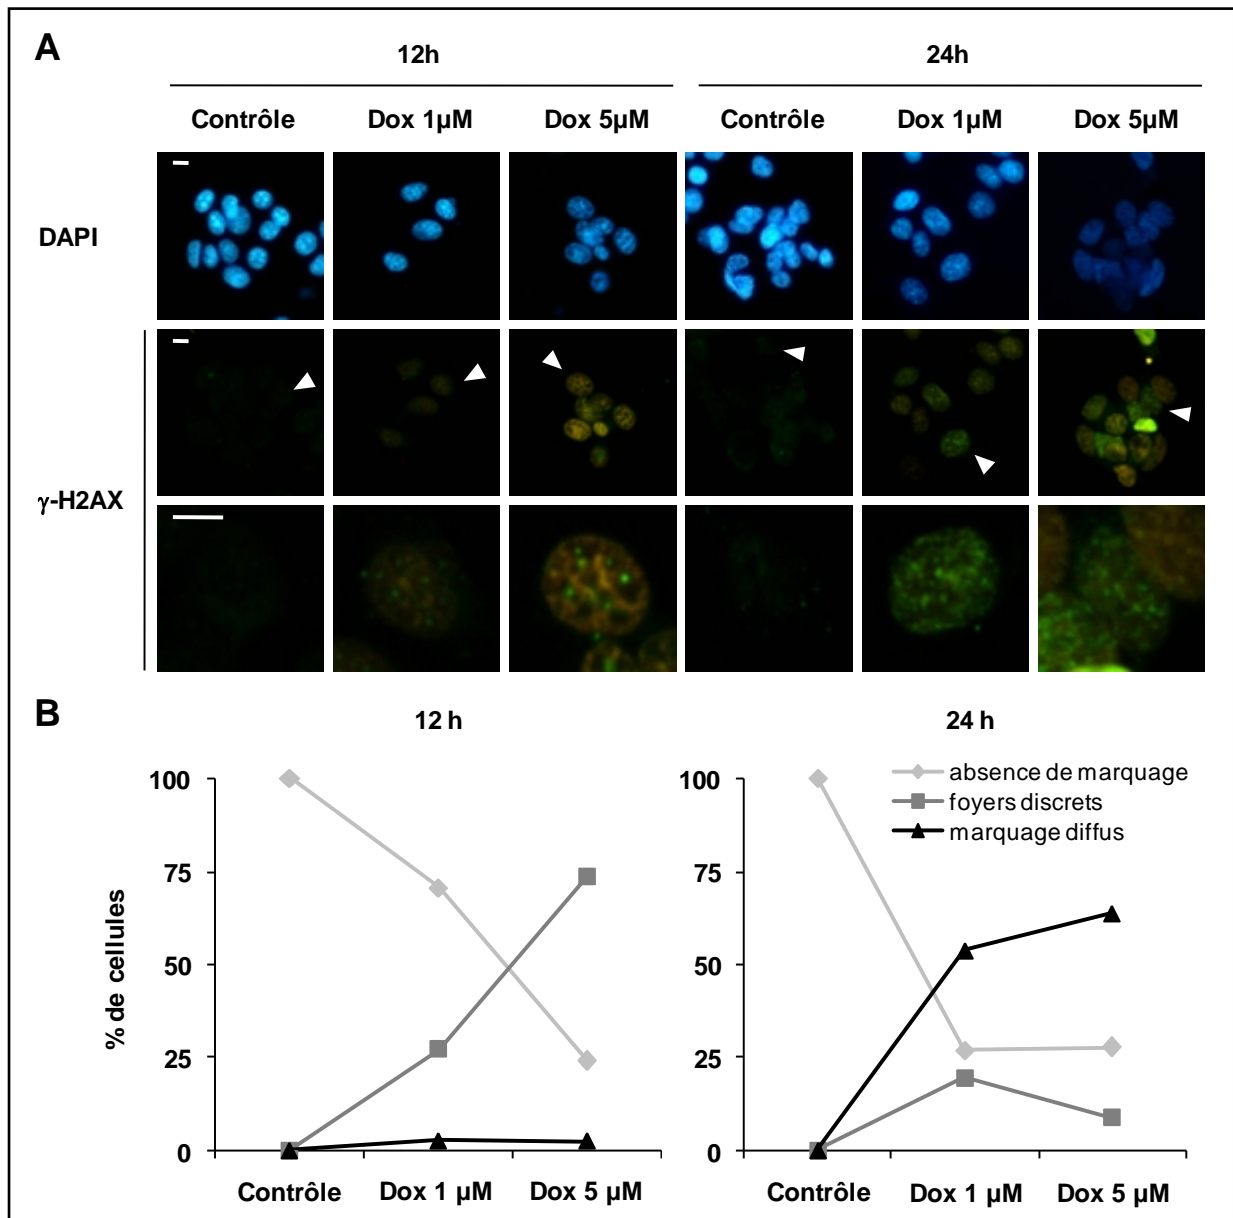 A
12h
24h
Contrôle Dox 1µM Dox 5µM Contrôle Dox 1µM Dox 5µM
DAPI
γ-H2AX
B
12 h
24 h
absence de marquage
foyers discrets
marquage diffus
% de cellules
100
75
50
25
0
Contrôle Dox 1 µM Dox 5 µM
100
75
50
25
0
Contrôle Dox 1 µM Dox 5 µM